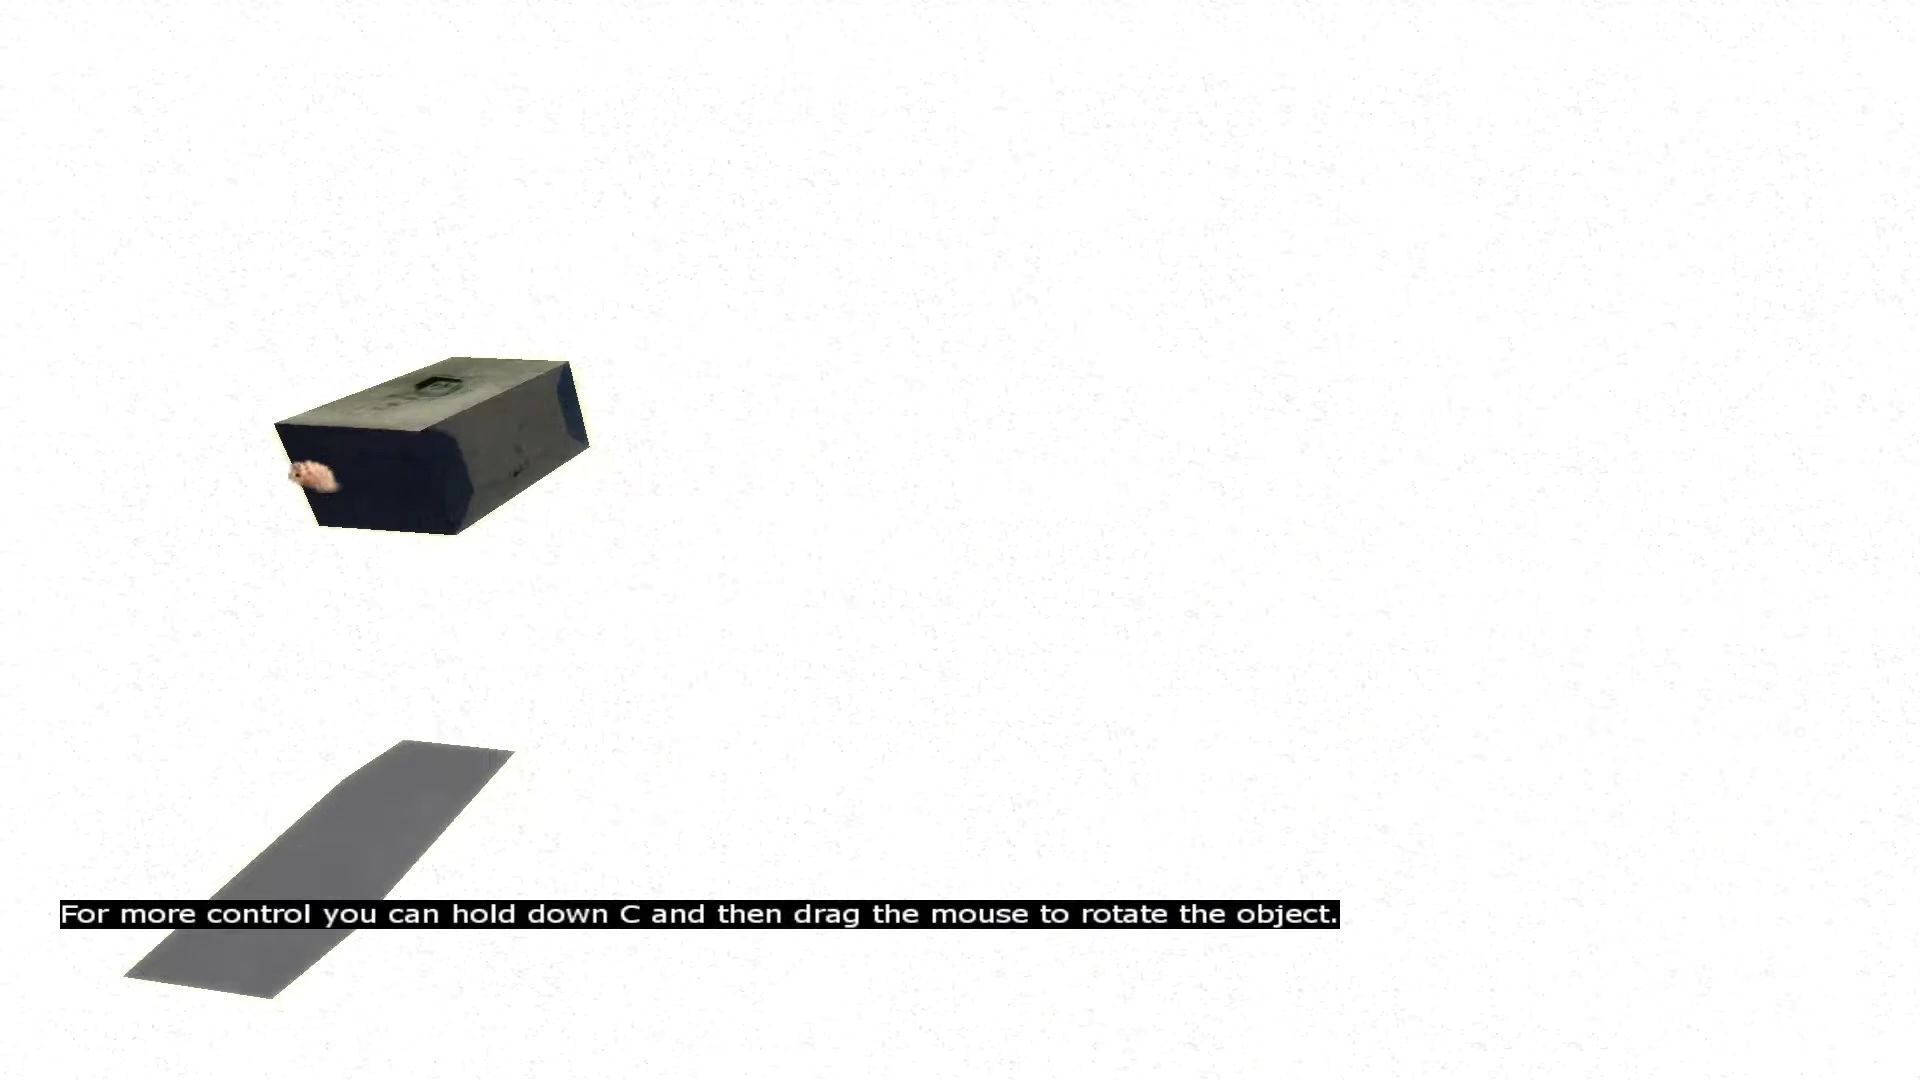 For more control you can hold down C and then drag the mouse to rotate the object.